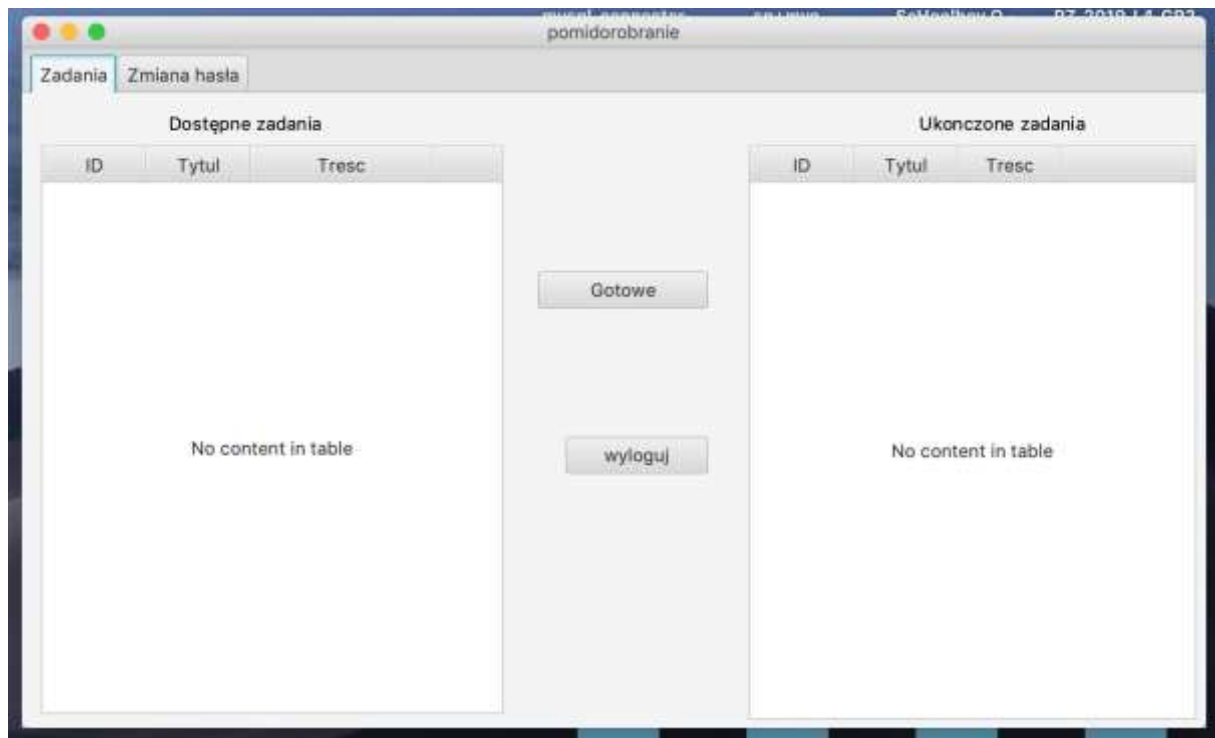 pomidorobranie
Zadania Zmiana hasła
Dostępne zadania
ID Tytul Tresc
No content in table
Gotowe
wyloguj
Ukonczone zadania
ID Tytul Tresc
No content in table